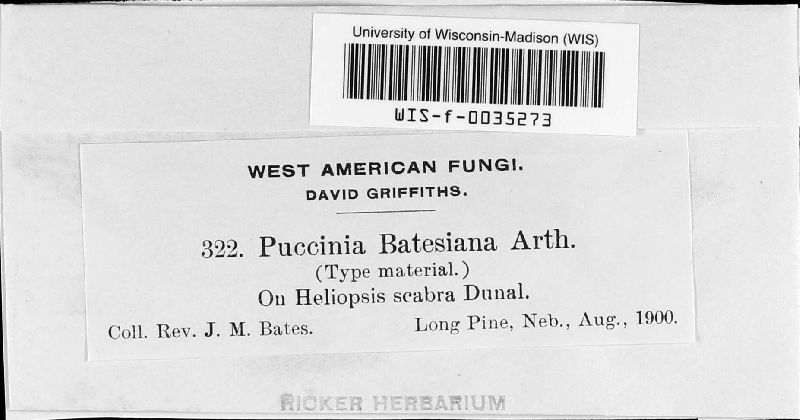 University of Wisconsin-Madison (WIS)
WIS-f-0035273
WEST AMERICAN FUNGI.
DAVID GRIFFITHS.
322. Puccinia Batesiana Arth.
(Type material.)
On Heliopsis scabra Dunal.
Coll. Rev. J. M. Bates. Long Pine, Neb., Aug., 1900.
RICKER HERBARIUM